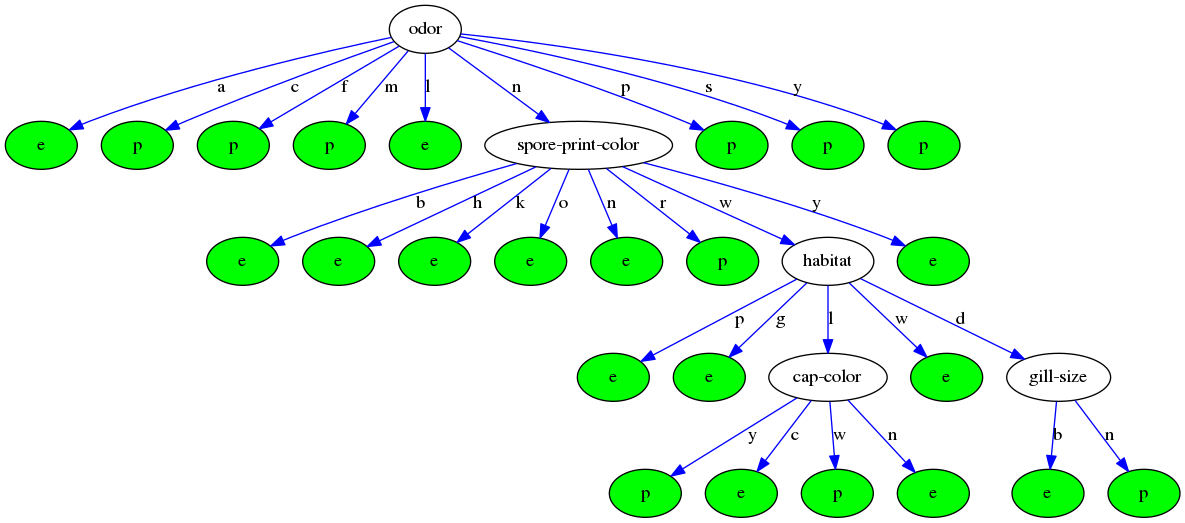 odor
a c f m l n p s y
e p p p e spore-print-color p p p
b h k o n r w y
e e e e e p habitat e
p g l w d
e e cap-color e gill-size
y c w n b n
p e p e e p